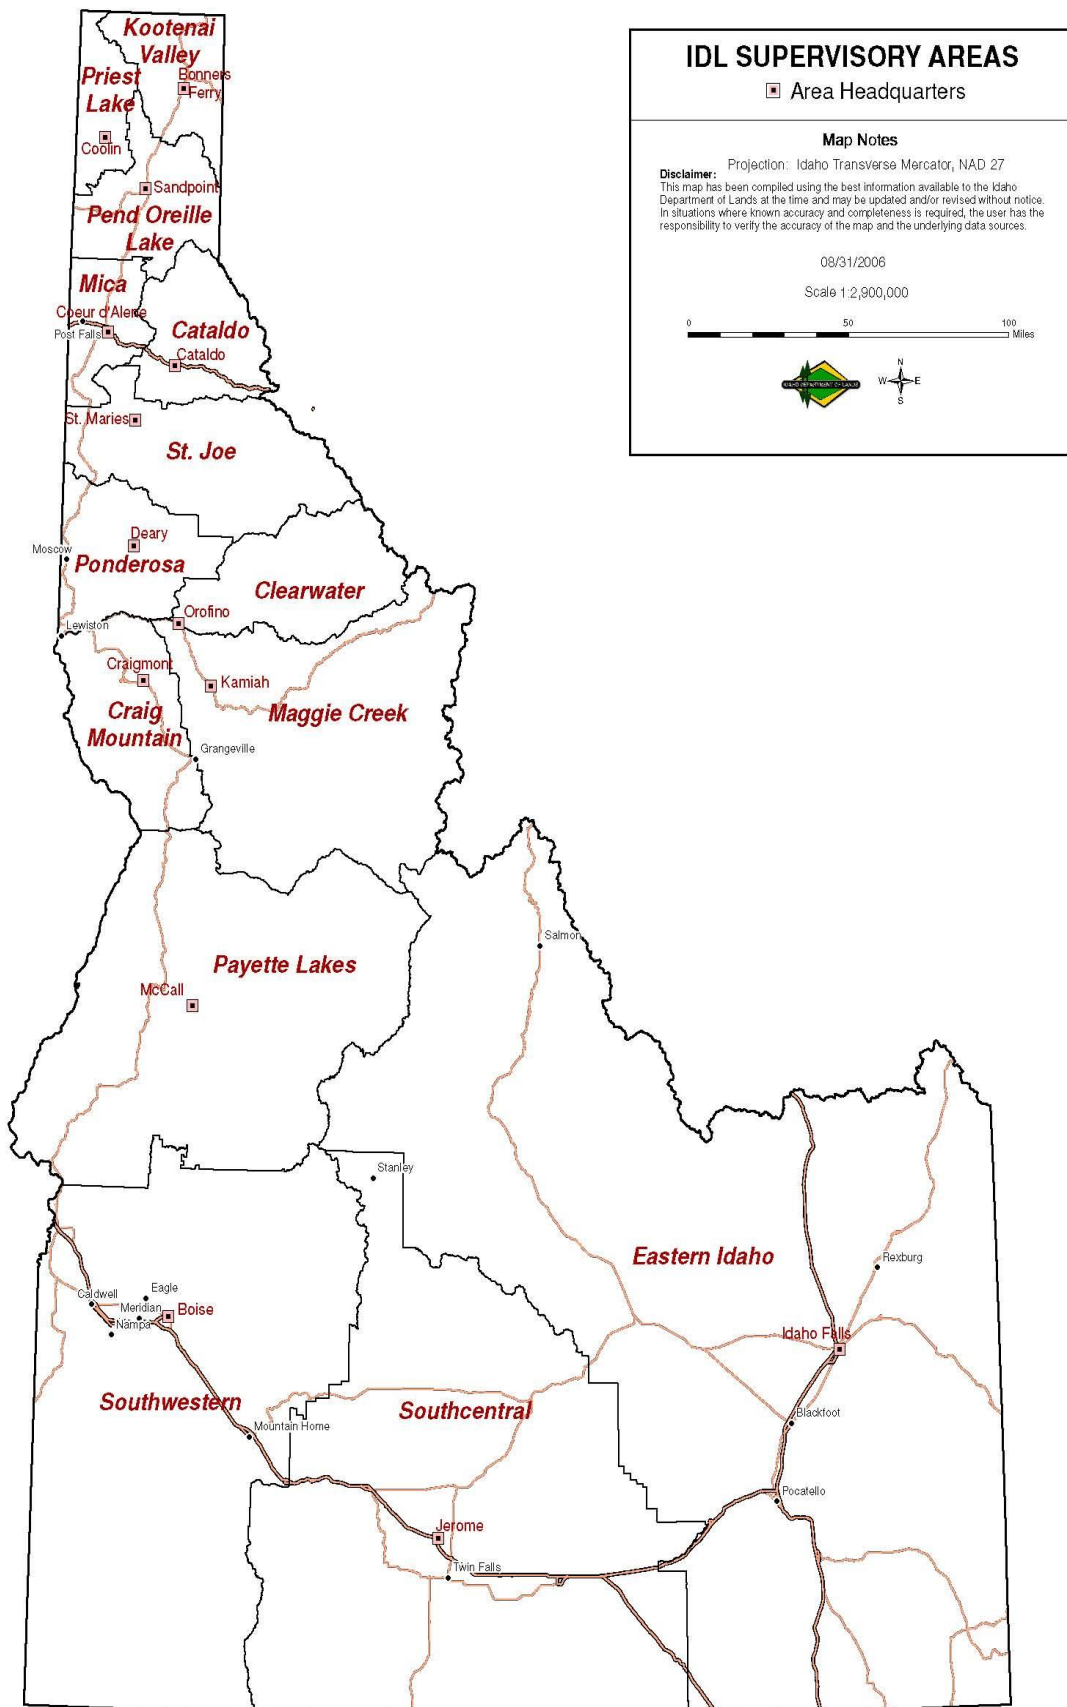 IDL SUPERVISORY AREAS
Area Headquarters
Map Notes
Projection: Idaho Transverse Mercator, NAD 27
Disclaimer:
This map has been compiled using the best information available to the Idaho
Department of Lands at the time and may be updated and/or revised without notice.
In situations where known accuracy and completeness is required, the user has the
responsibility to verify the accuracy of the map and the underlying data sources.
08/31/2006
Scale 1:2,900,000
0 50 100
Miles
IDAHO DEPARTMENT OF LANDS
N
W E
S
Kootenai
Valley
Bonners
Ferry
Priest
Lake
Coolin
Sandpoint
Pend Oreille
Lake
Mica
Coeur d'Alene
Post Falls
Cataldo
Cataldo
St. Maries
St. Joe
Deary
Moscow
Ponderosa
Clearwater
Orofino
Lewiston
Craigmont
Kamiah
Craig
Mountain
Maggie Creek
Grangeville
Salmon
Payette Lakes
McCall
Stanley
Eastern Idaho
Rexburg
Eagle
Caldwell
Meridian
Boise
Nampa
Idaho Falls
Southwestern
Southcentral
Mountain Home
Blackfoot
Pocatello
Jerome
Twin Falls